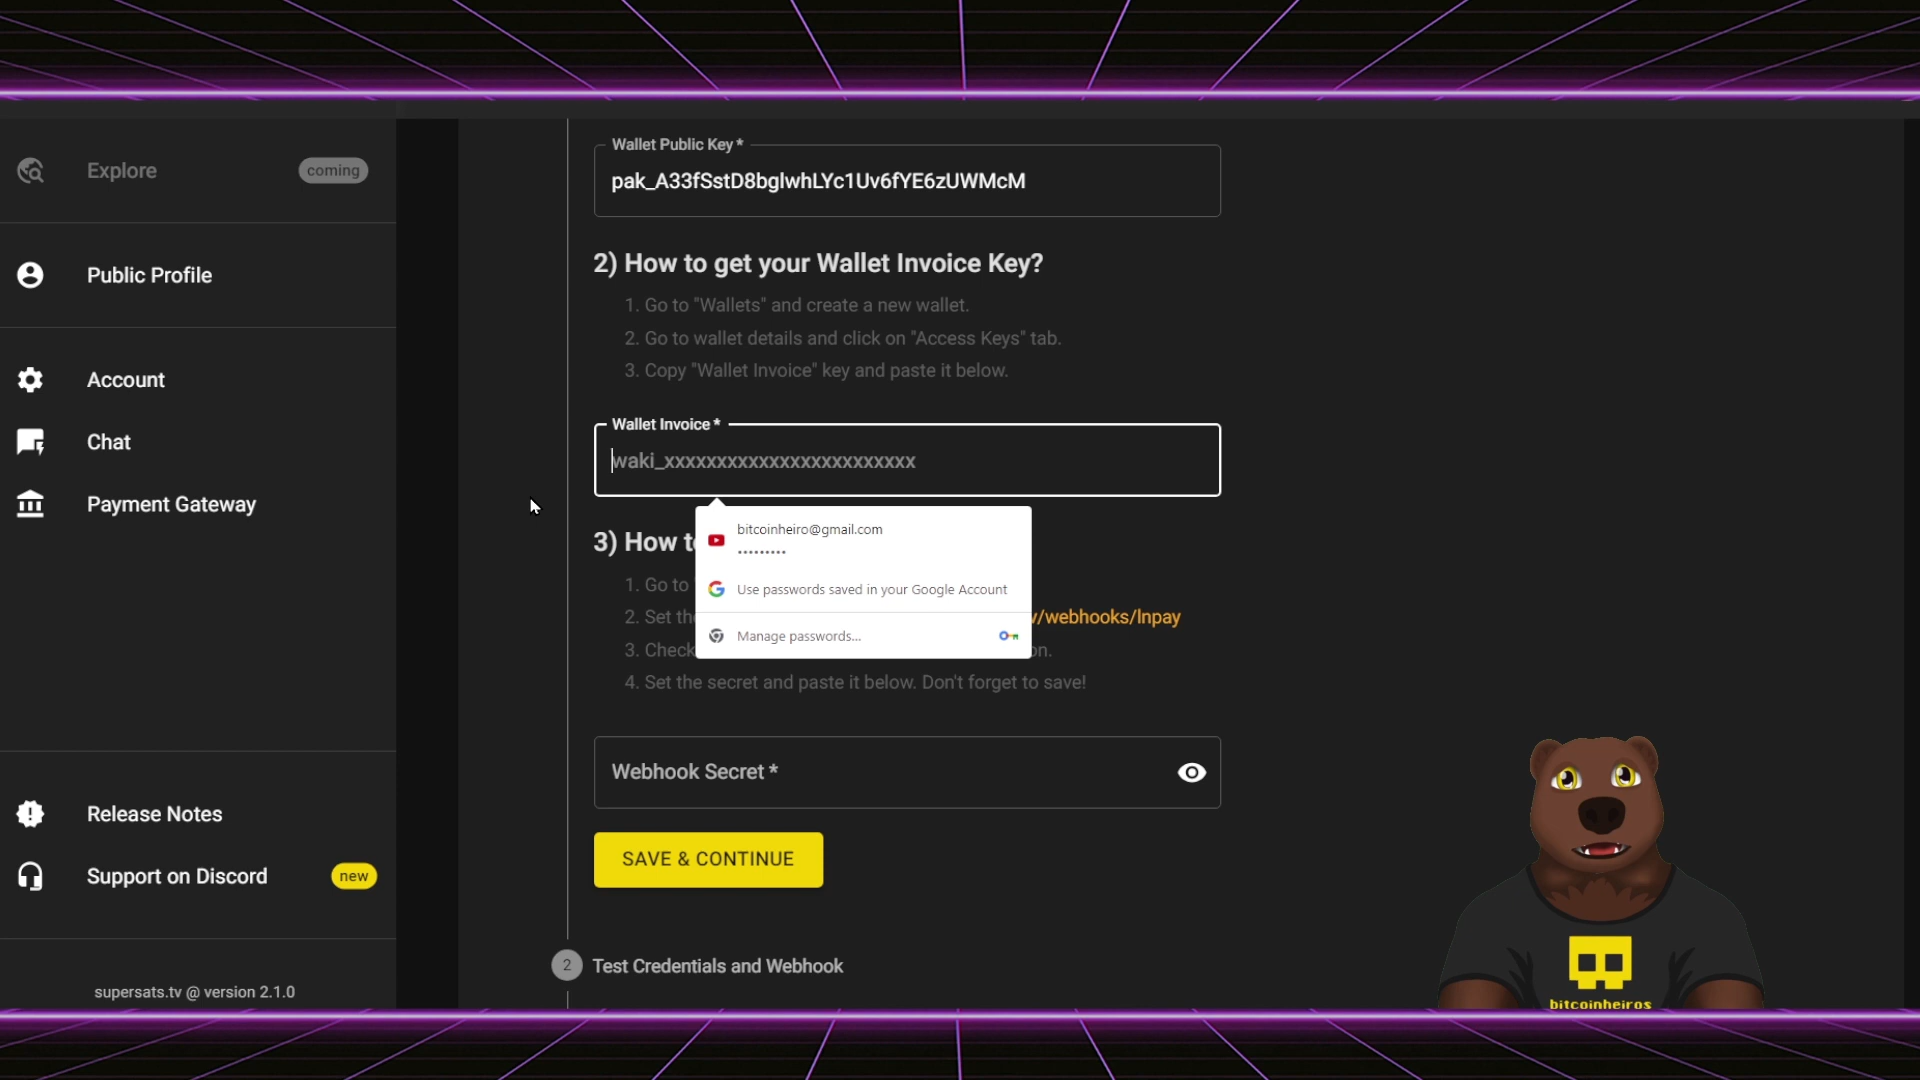 Explore
coming
Public Profile
Account
Chat
Payment Gateway
Release Notes
Support on Discord
new
supersats.tv @ version 2.1.0
Wallet Public Key *
pak_A33fSstD8bglwhLYc1Uv6fYE6zUWMcM
2) How to get your Wallet Invoice Key?
1. Go to "Wallets" and create a new wallet.
2. Go to wallet details and click on "Access Keys" tab.
3. Copy "Wallet Invoice" key and paste it below.
Wallet Invoice *
waki_xxxxxxxxxxxxxxxxxxxxxxxx
bitcoinheiro@gmail.com
•••••••••
Use passwords saved in your Google Account
Manage passwords...
3) How
1. Go to
2. Set /webhooks/lnpay
3. Check
4. Set the secret and paste it below. Don't forget to save!
Webhook Secret *
SAVE & CONTINUE
2 Test Credentials and Webhook
bitcoinheiros